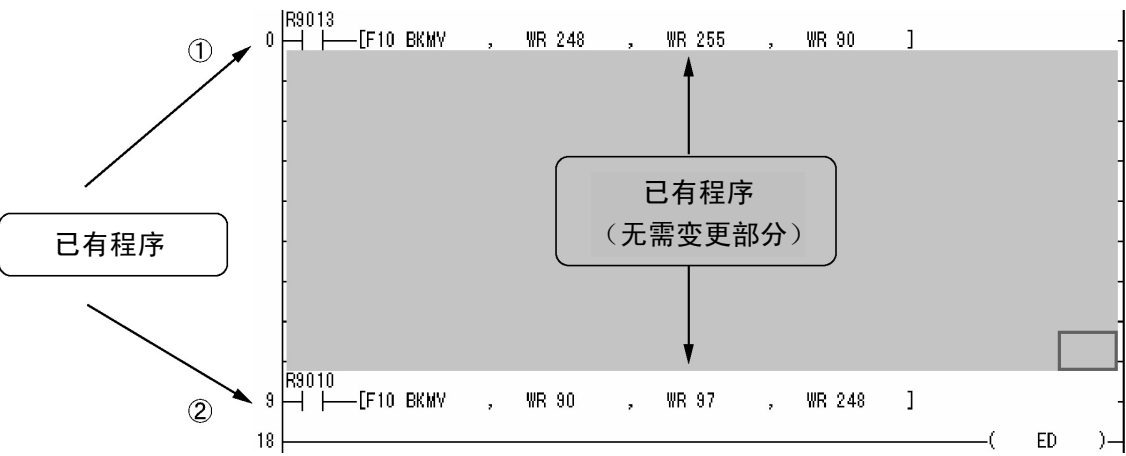 R9013
① 0 [F10 BKMV , WR 248 , WR 255 , WR 90 ]
已有程序
（无需变更部分）
已有程序
R9010
② 9 [F10 BKMV , WR 90 , WR 97 , WR 248 ]
18 ( ED )